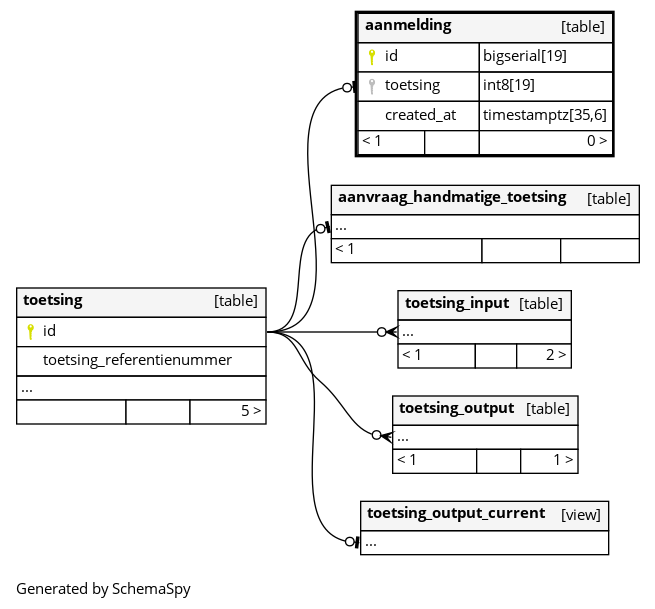 aanmelding [table]
id bigserial[19]
toetsing int8[19]
created_at timestamptz[35,6]
< 1 0 >
aanvraag_handmatige_toetsing [table]
...
< 1
toetsing [table]
id
toetsing_referentienummer
...
5 >
toetsing_input [table]
...
< 1 2 >
toetsing_output [table]
...
< 1 1 >
toetsing_output_current [view]
...
Generated by SchemaSpy